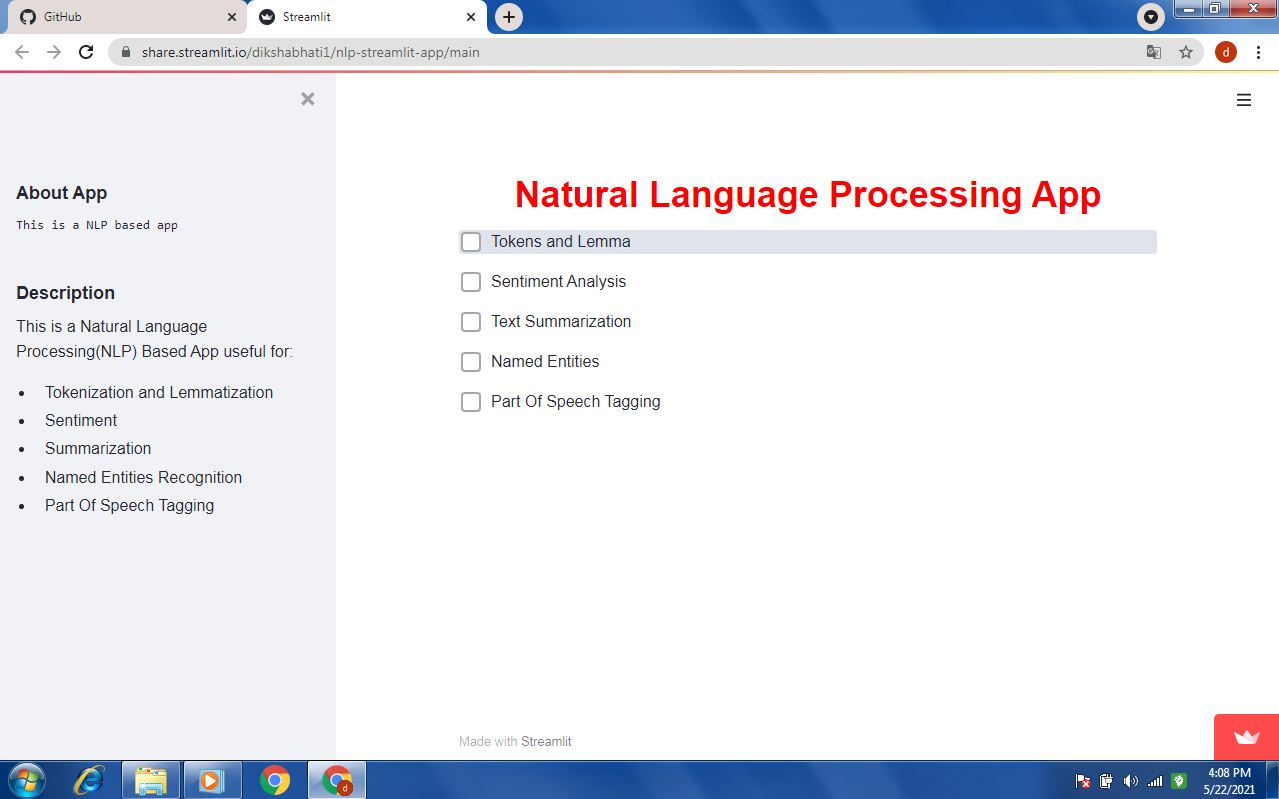 GitHub
Streamlit
share.streamlit.io/dikshabhati1/nlp-streamlit-app/main
d
About App
This is a NLP based app
Description
This is a Natural Language
Processing(NLP) Based App useful for:
Tokenization and Lemmatization
Sentiment
Summarization
Named Entities Recognition
Part Of Speech Tagging
Natural Language Processing App
Tokens and Lemma
Sentiment Analysis
Text Summarization
Named Entities
Part Of Speech Tagging
Made with Streamlit
d
4:08 PM
5/22/2021